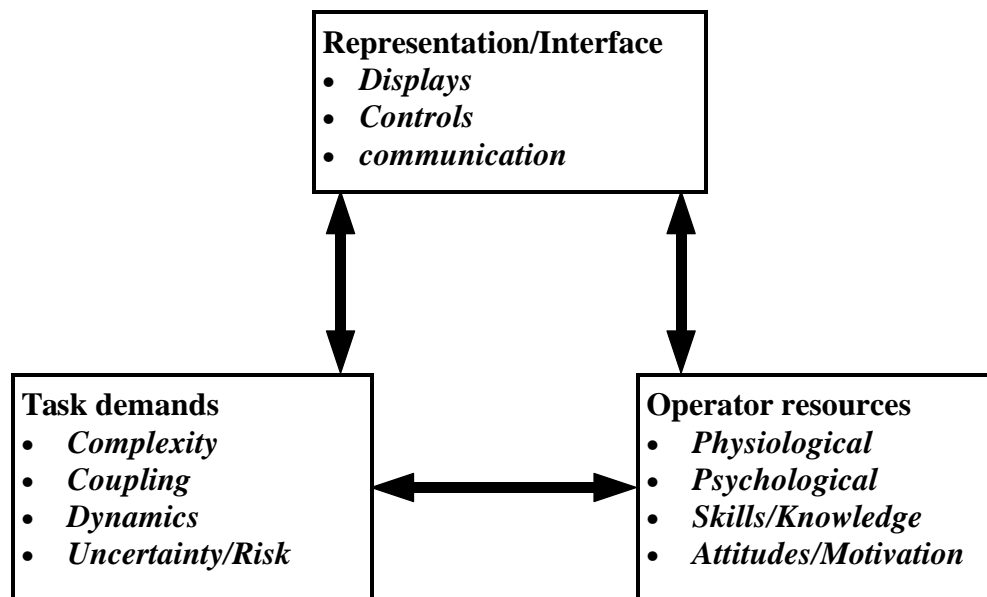 Representation/Interface
• Displays
• Controls
• communication
Task demands
• Complexity
• Coupling
• Dynamics
• Uncertainty/Risk
Operator resources
• Physiological
• Psychological
• Skills/Knowledge
• Attitudes/Motivation